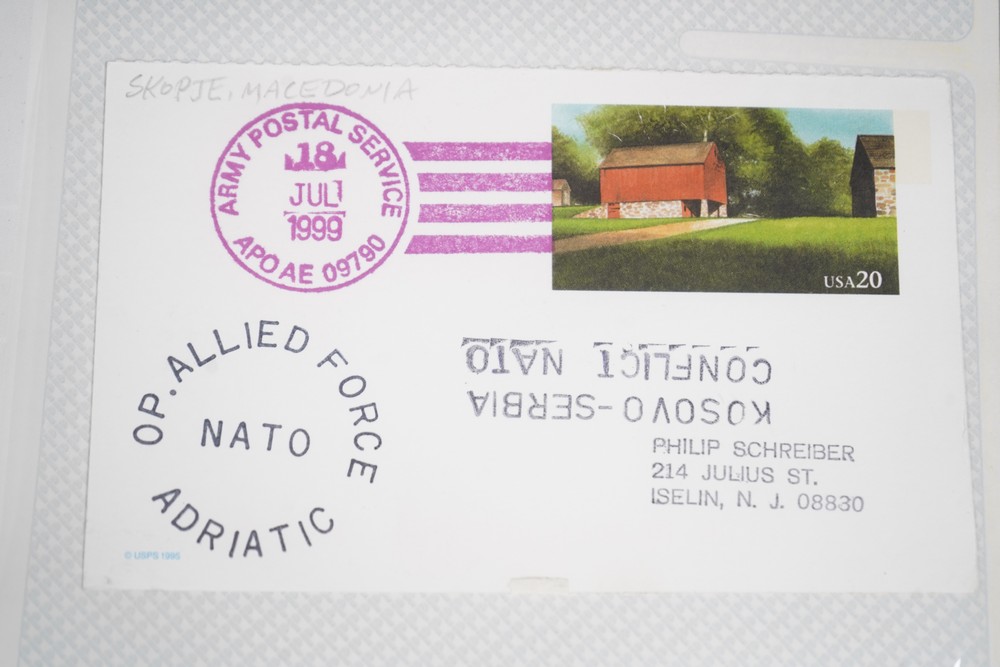 SKOPJE, MACEDONIA
ARMY POSTAL SERVICE
18
JUL
1999
APO AE 09790
USA20
OP. ALLIED FORCE
NATO
ADRIATIC
KOSOVO-SERBIA
CONFLICT NATO
PHILIP SCHREIBER
214 JULIUS ST.
ISELIN, N. J. 08830
© USPS 1995